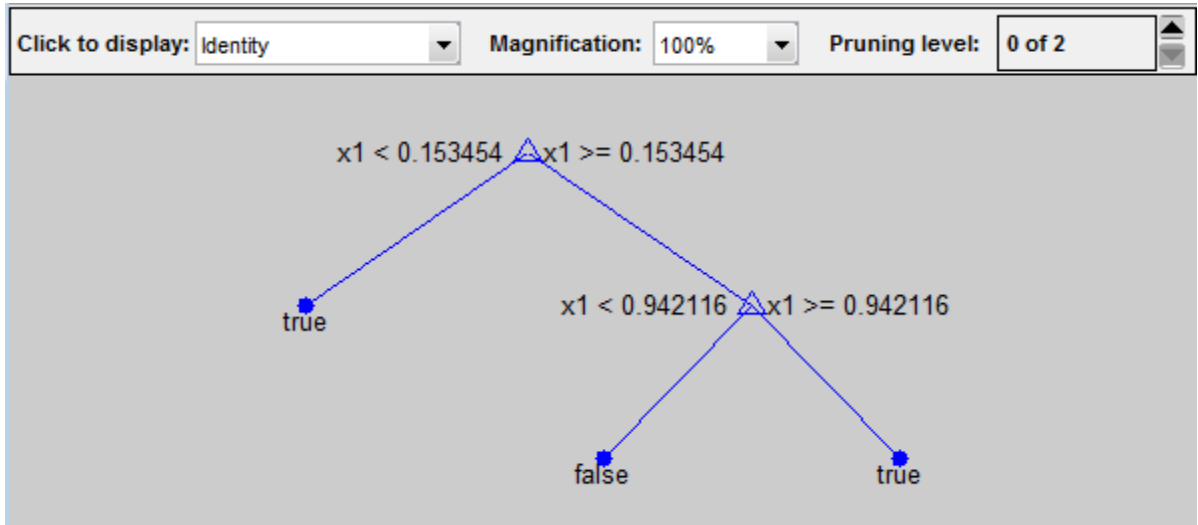 Click to display: Identity Magnification: 100% Pruning level: 0 of 2
x1 < 0.153454 x1 >= 0.153454
true
x1 < 0.942116 x1 >= 0.942116
false true